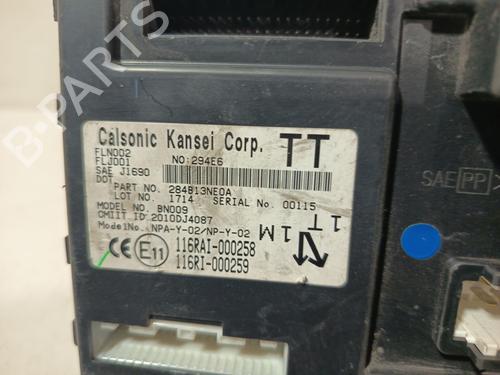 B-PARTS
Calsonic Kansei Corp. TT
FLN002 NO:294E6
FLJ001
SAE J1690
DOT
PART NO. 284B13NE0A
LOT NO. 1714 SERIAL No. 00115
MODEL No. BN009
CMIIT ID:2010DJ4087
ModelNo. NPA-Y-02/NP-Y-02
CE E11 116RAI-000258
116RI-000259
1T
1M
SAE PP